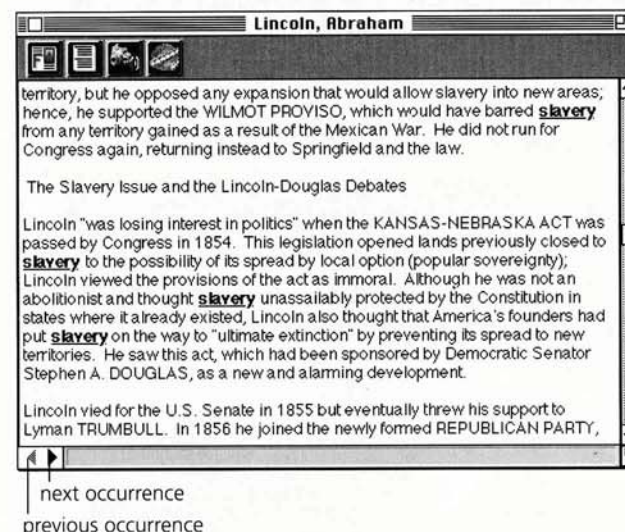 Lincoln, Abraham
territory, but he opposed any expansion that would allow slavery into new areas;
hence, he supported the WILMOT PROVISO, which would have barred slavery
from any territory gained as a result of the Mexican War. He did not run for
Congress again, returning instead to Springfield and the law.
The Slavery Issue and the Lincoln-Douglas Debates
Lincoln "was losing interest in politics" when the KANSAS-NEBRASKA ACT was
passed by Congress in 1854. This legislation opened lands previously closed to
slavery to the possibility of its spread by local option (popular sovereignty);
Lincoln viewed the provisions of the act as immoral. Although he was not an
abolitionist and thought slavery unassailably protected by the Constitution in
states where it already existed, Lincoln also thought that America's founders had
put slavery on the way to "ultimate extinction" by preventing its spread to new
territories. He saw this act, which had been sponsored by Democratic Senator
Stephen A. DOUGLAS, as a new and alarming development.
Lincoln vied for the U.S. Senate in 1855 but eventually threw his support to
Lyman TRUMBULL. In 1856 he joined the newly formed REPUBLICAN PARTY,
next occurrence
previous occurrence